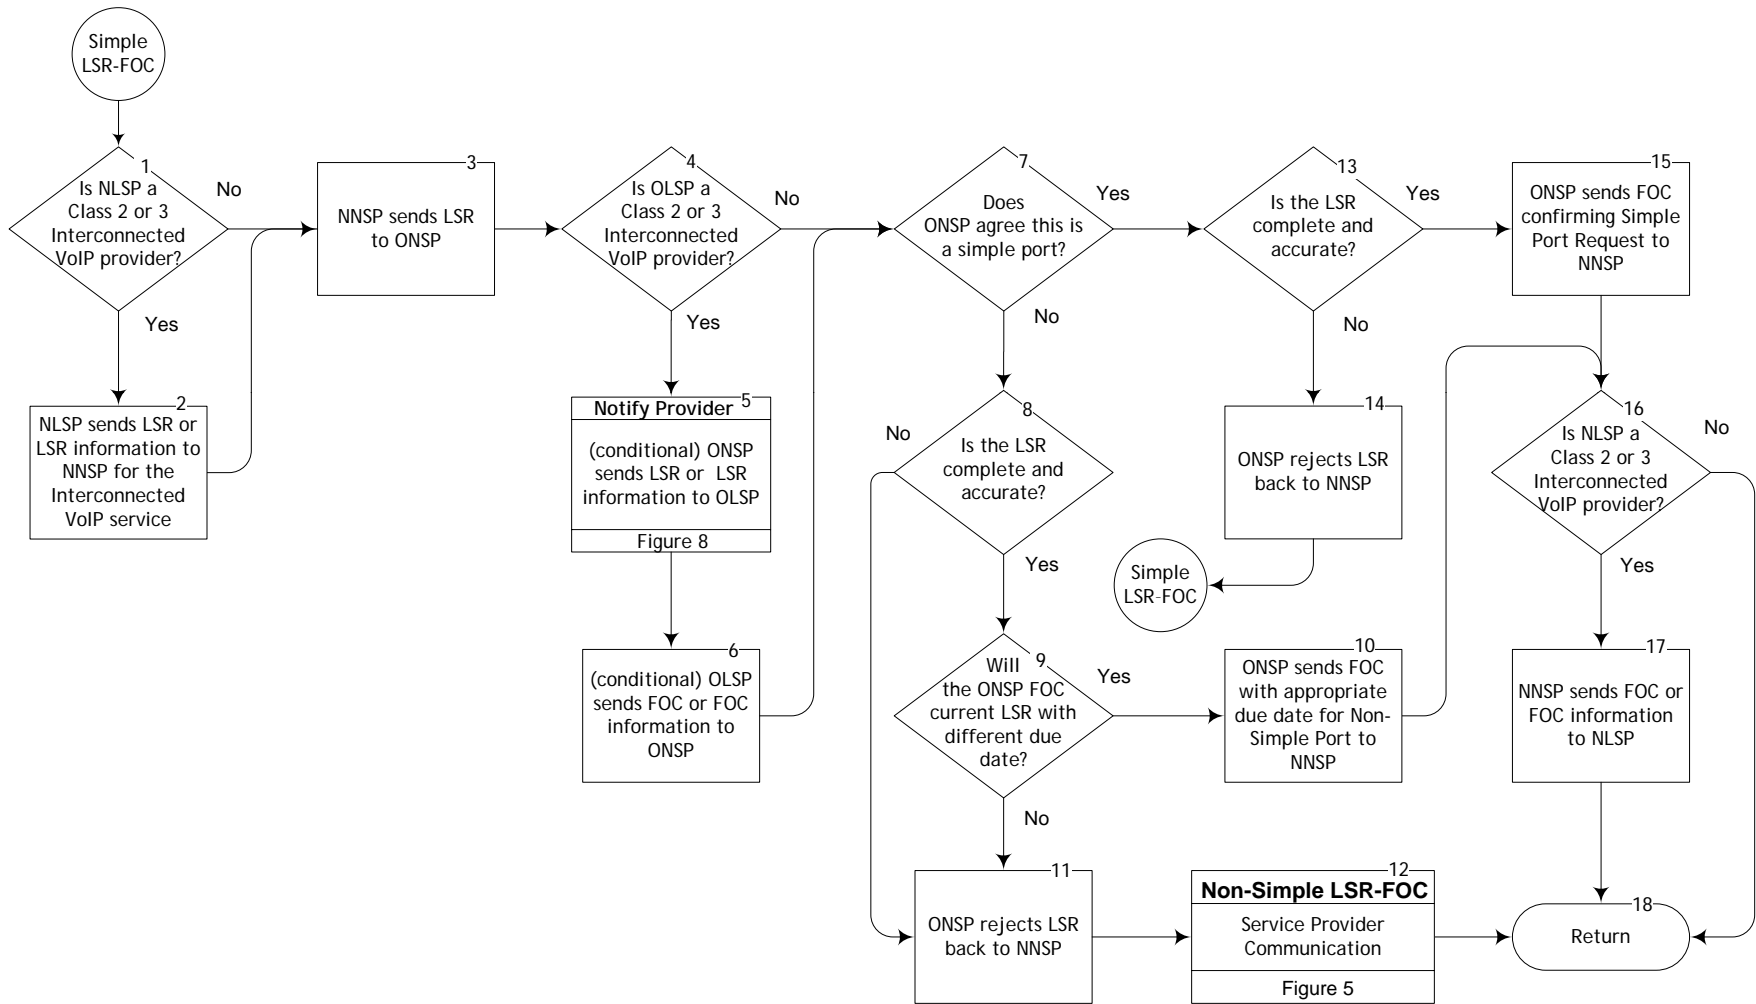 Simple
LSR-FOC
1
Is NLSP a
Class 2 or 3
Interconnected
VoIP provider?
No
Yes
2
NLSP sends LSR or
LSR information to
NNSP for the
Interconnected
VoIP service
3
NNSP sends LSR
to ONSP
4
Is OLSP a
Class 2 or 3
Interconnected
VoIP provider?
No
Yes
Notify Provider 5
(conditional) ONSP
sends LSR or LSR
information to OLSP
Figure 8
6
(conditional) OLSP
sends FOC or FOC
information to
ONSP
7
Does
ONSP agree this is
a simple port?
Yes
No
8
Is the LSR
complete and
accurate?
No
Yes
9
Will
the ONSP FOC
current LSR with
different due
date?
Yes
No
10
ONSP sends FOC
with appropriate
due date for Non-
Simple Port to
NNSP
11
ONSP rejects LSR
back to NNSP
12
Non-Simple LSR-FOC
Service Provider
Communication
Figure 5
13
Is the LSR
complete and
accurate?
Yes
No
14
ONSP rejects LSR
back to NNSP
Simple
LSR-FOC
15
ONSP sends FOC
confirming Simple
Port Request to
NNSP
16
Is NLSP a
Class 2 or 3
Interconnected
VoIP provider?
No
Yes
17
NNSP sends FOC or
FOC information
to NLSP
18
Return